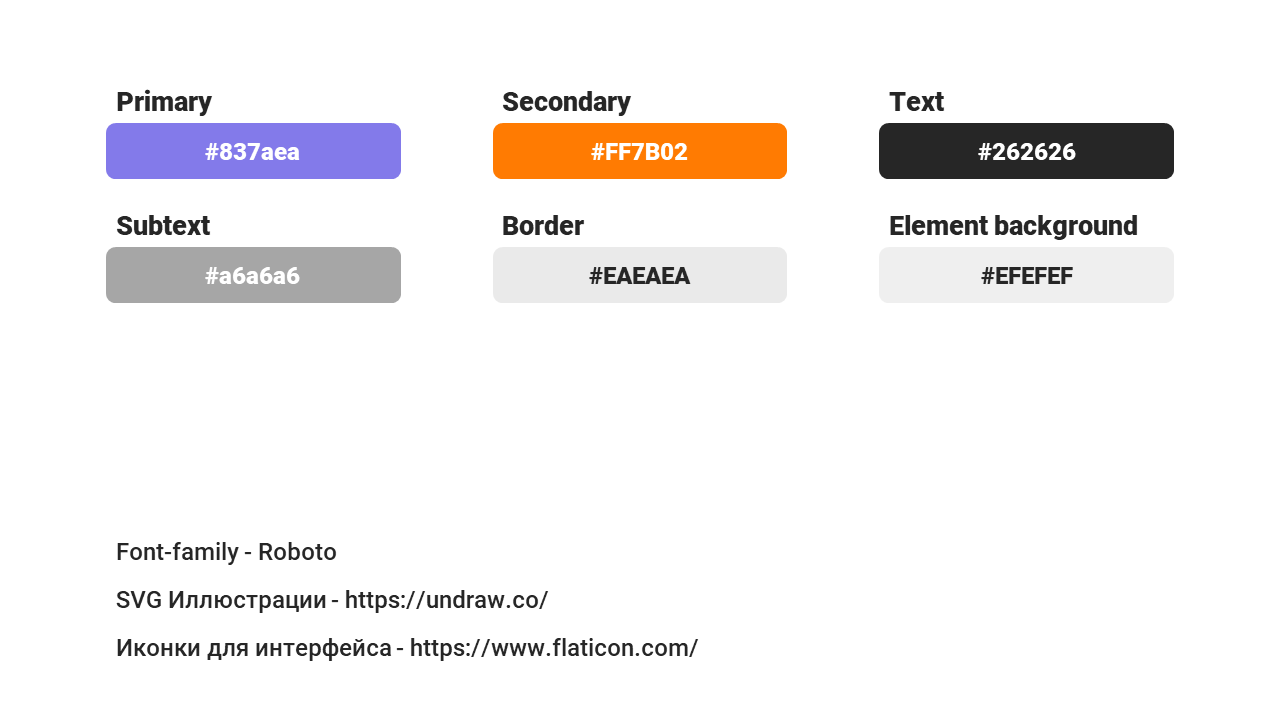 Primary
Secondary
Text
#837aea
#FF7B02
#262626
Subtext
Border
Element background
#a6a6a6
#EAEAEA
#EFEFEF
Font-family - Roboto
SVG Иллюстрации - https://undraw.co/
Иконки для интерфейса - https://www.flaticon.com/